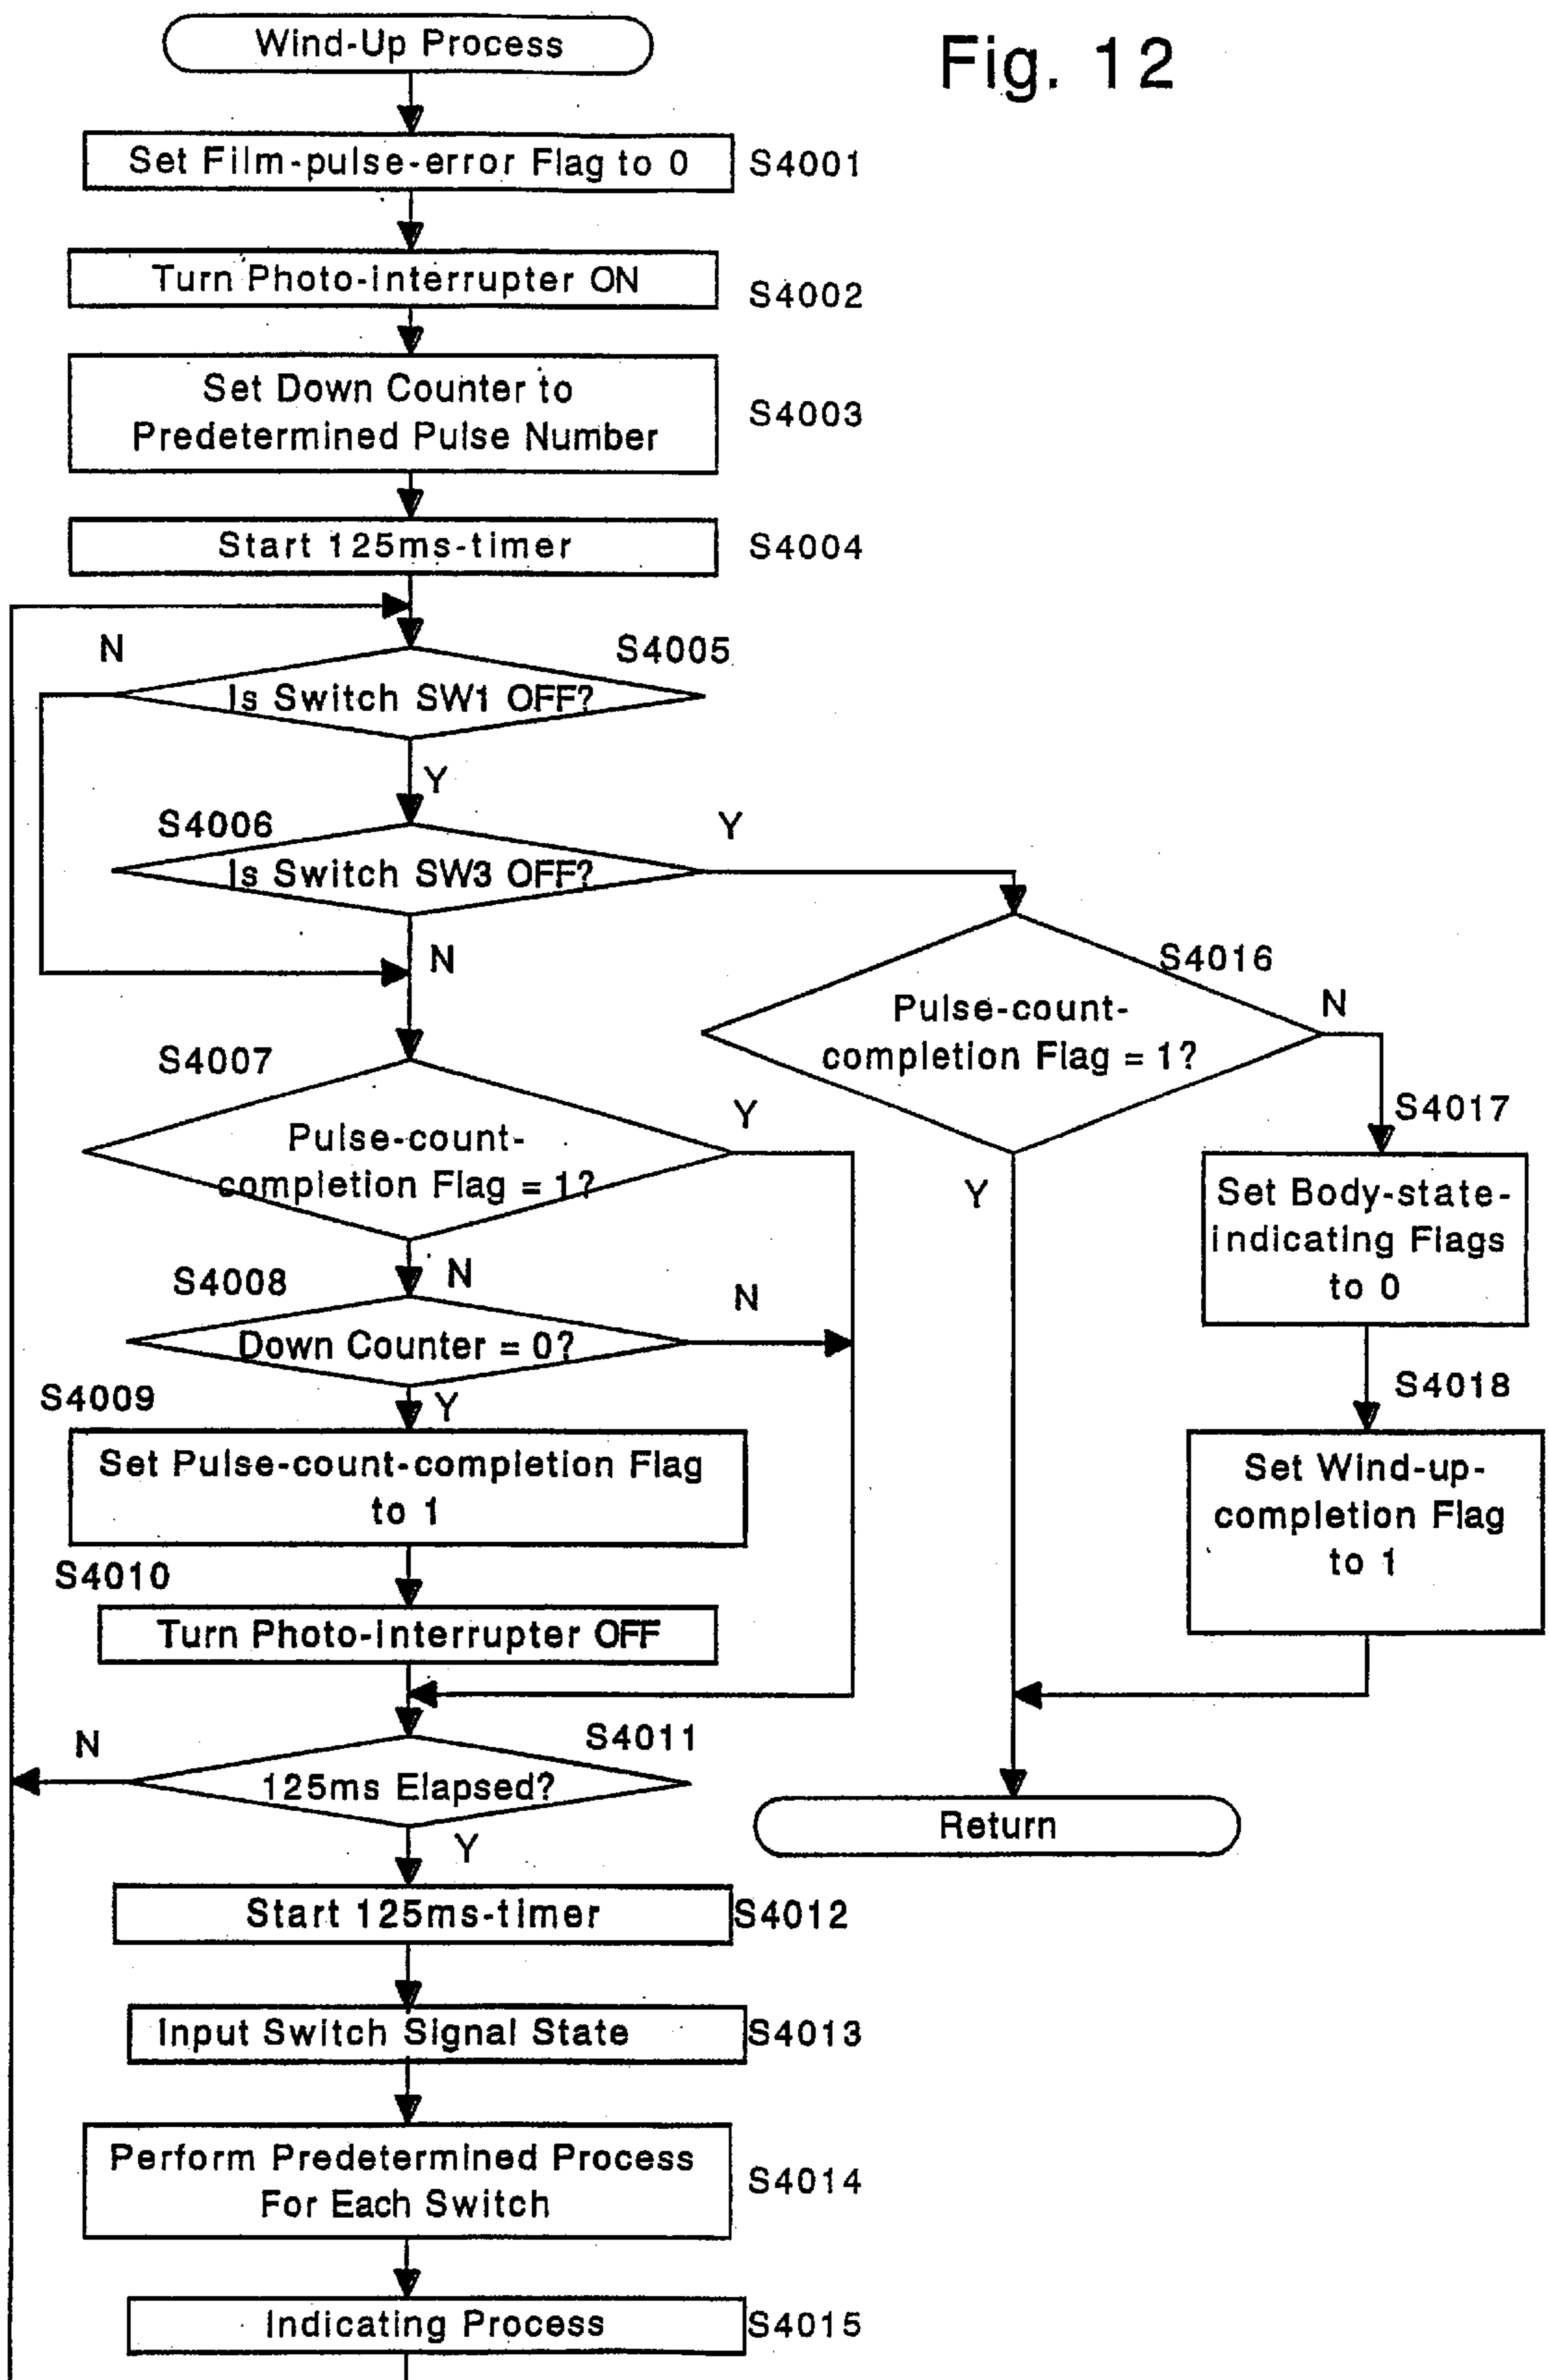 Wind-Up Process
Fig. 12
Set Film-pulse-error Flag to 0
S4001
Turn Photo-interrupter ON
S4002
Set Down Counter to
Predetermined Pulse Number
S4003
Start 125ms-timer
S4004
N
S4005
Is Switch SW1 OFF?
Y
S4006
Y
Is Switch SW3 OFF?
N
S4016
Pulse-count-
completion Flag = 1?
N
S4007
Y
Pulse-count-
completion Flag = 1?
S4017
Y
Set Body-state-
indicating Flags
to 0
N
S4008
N
Down Counter = 0?
S4009
Y
S4018
Set Pulse-count-completion Flag
to 1
Set Wind-up-
completion Flag
to 1
S4010
Turn Photo-interrupter OFF
N
S4011
125ms Elapsed?
Return
Y
Start 125ms-timer
S4012
Input Switch Signal State
S4013
Perform Predetermined Process
For Each Switch
S4014
Indicating Process
S4015